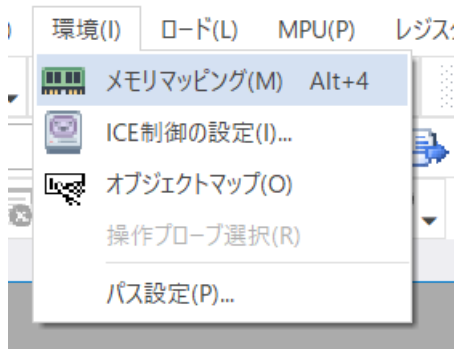 環境(I) ロード(L) MPU(P) レジス
メモリマッピング(M) Alt+4
ICE制御の設定(I)...
オブジェクトマップ(O)
操作プローブ選択(R)
パス設定(P)...